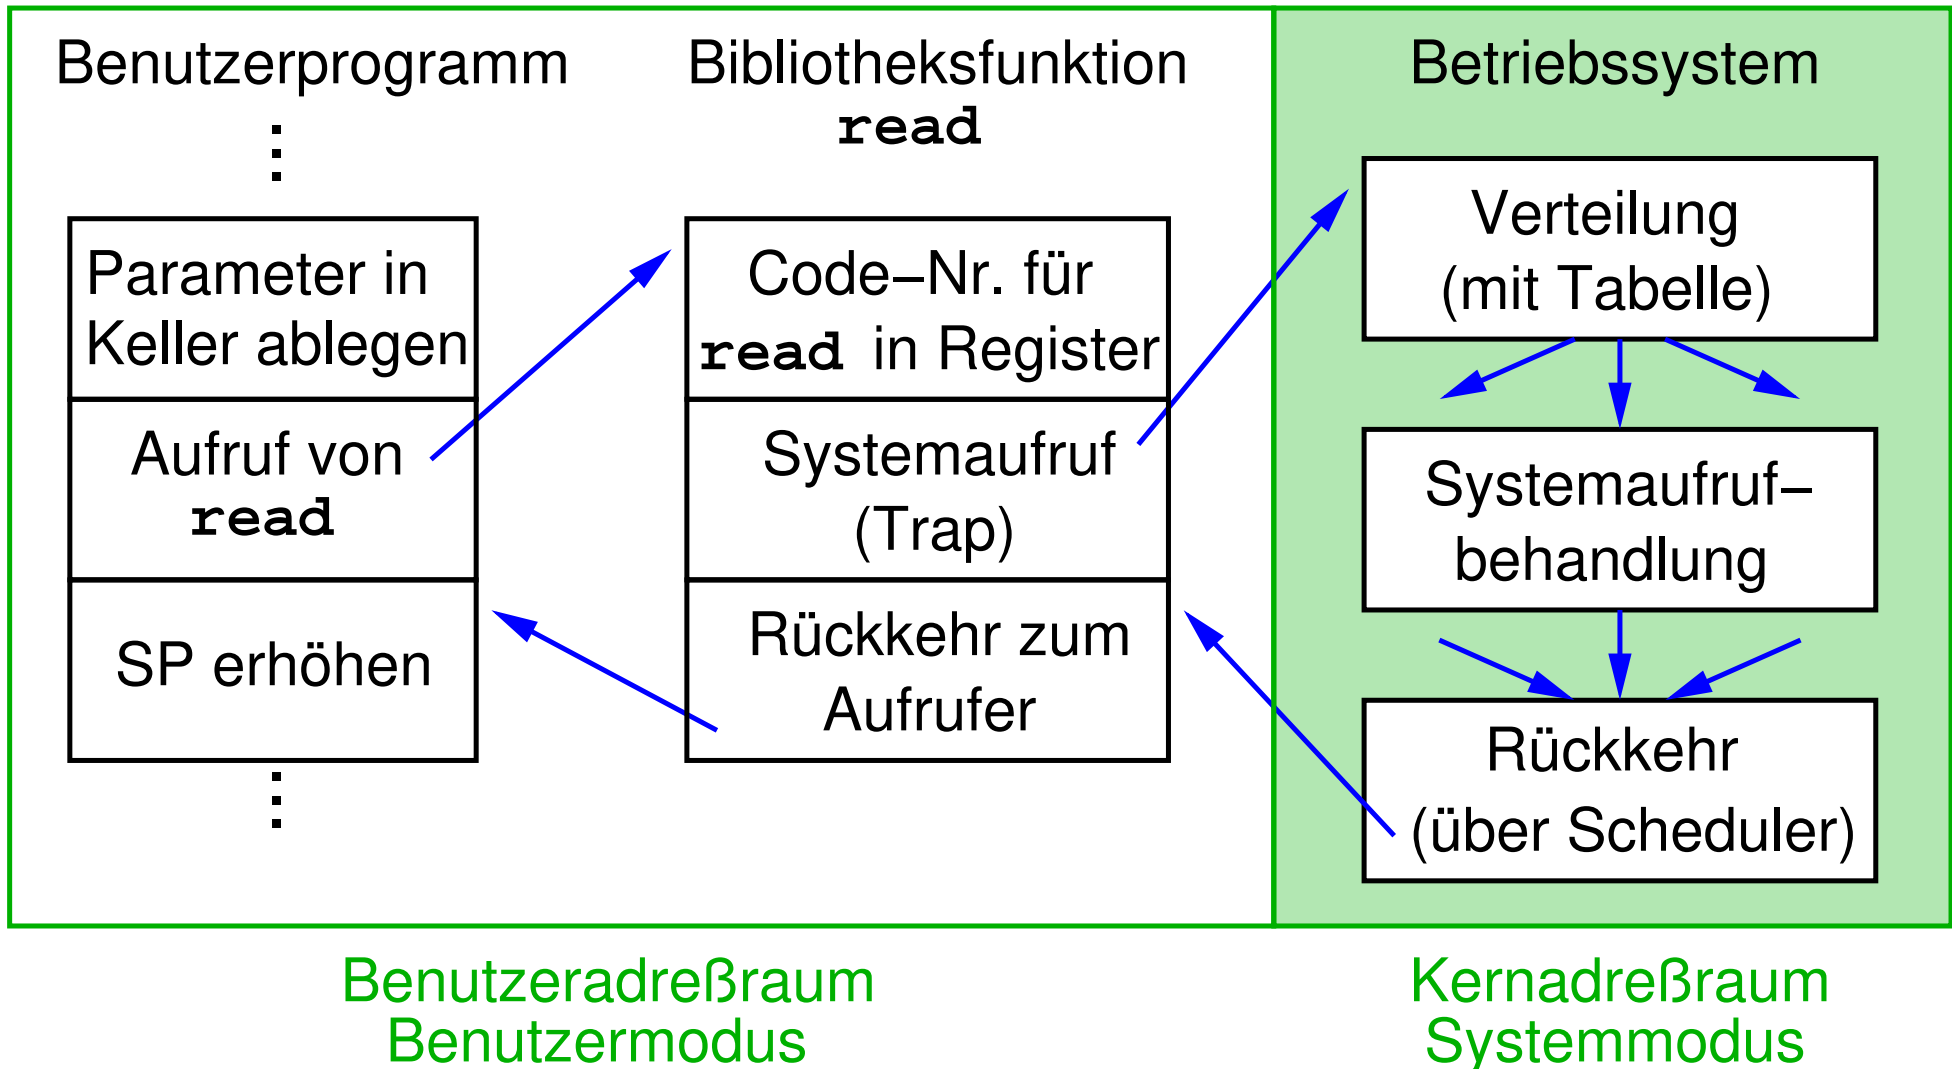 Benutzerprogramm
Parameter in
Keller ablegen
Aufruf von
read
SP erhöhen
Bibliotheksfunktion
read
Code–Nr. für
read in Register
Systemaufruf
(Trap)
Rückkehr zum
Aufrufer
Betriebssystem
Verteilung
(mit Tabelle)
Systemaufruf–
behandlung
Rückkehr
(über Scheduler)
Benutzeradreßraum
Benutzermodus
Kernadreßraum
Systemmodus